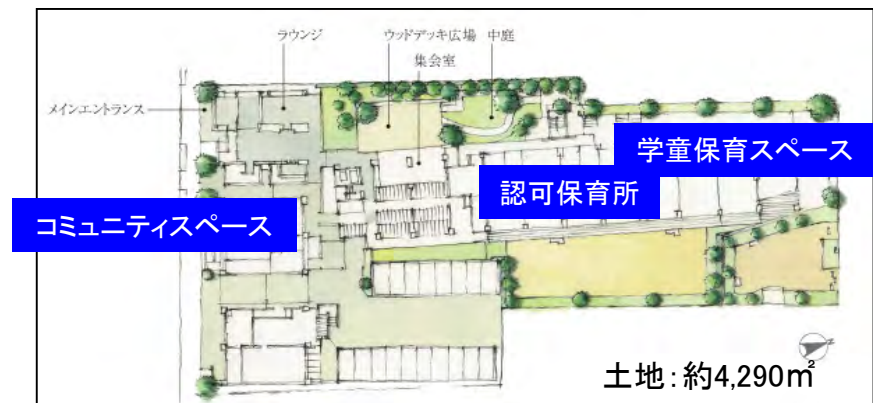 ラウンジ
ウッドデッキ広場
中庭
集会室
メインエントランス
学童保育スペース
認可保育所
コミュニティスペース
土地:約4,290㎡